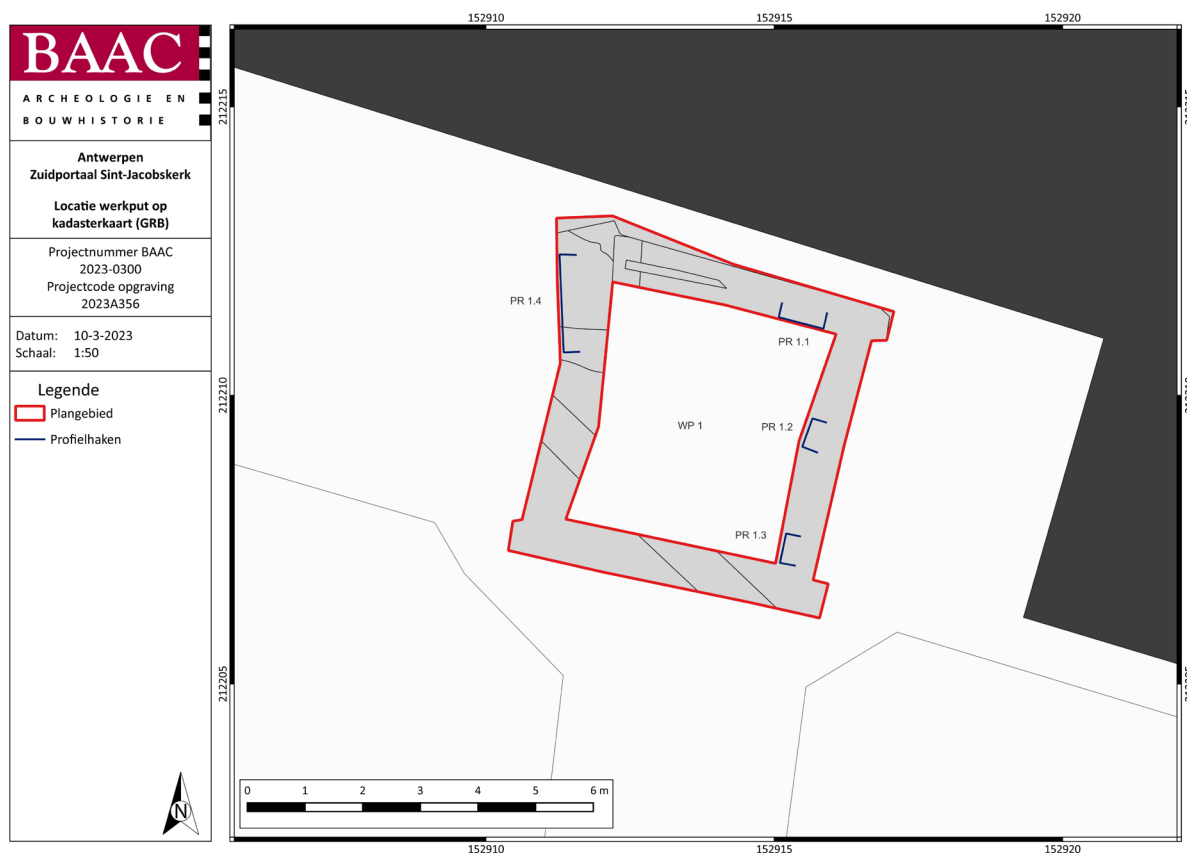 BAAC
ARCHEOLOGIE EN
BOUWHISTORIE
Antwerpen
Zuidportaal Sint-Jacobskerk
Locatie werkput op
kadasterkaart (GRB)
Projectnummer BAAC
2023-0300
Projectcode opgraving
2023A356
Datum: 10-3-2023
Schaal: 1:50
Legende
Plangebied
Profielhaken
N
152910
152915
152920
212215
212215
212210
212210
212205
212205
PR 1.4
PR 1.1
PR 1.2
WP 1
PR 1.3
0 1 2 3 4 5 6 m
152910
152915
152920